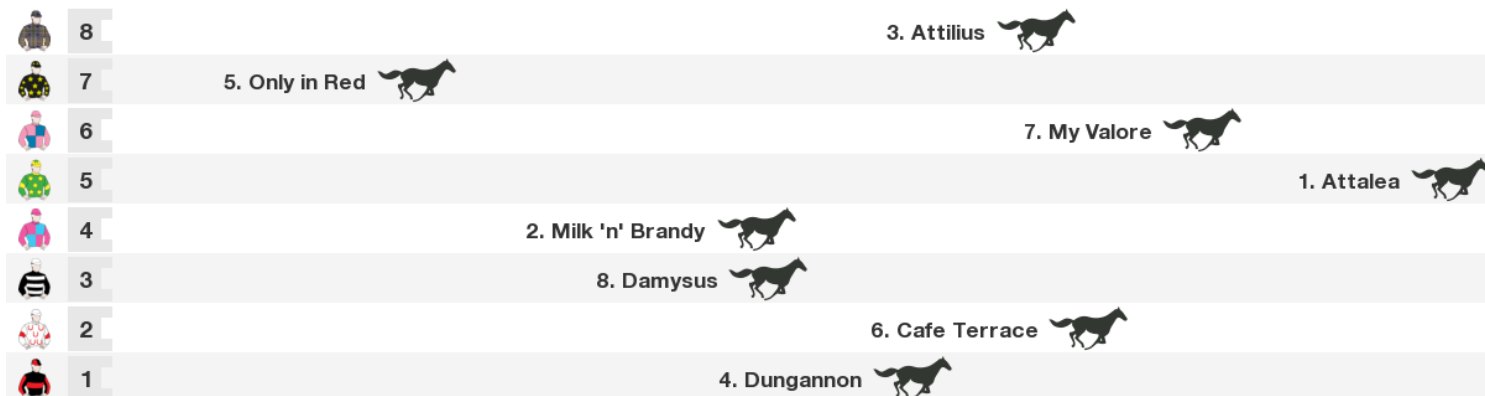 8 3. Attilius
7 5. Only in Red
6 7. My Valore
5 1. Attalea
4 2. Milk 'n' Brandy
3 8. Damysus
2 6. Cafe Terrace
1 4. Dungannon